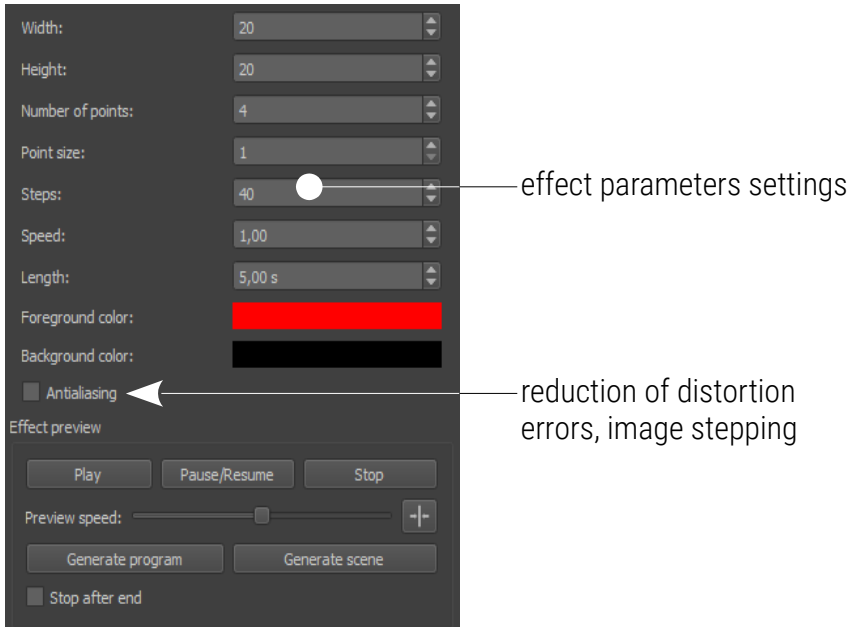 Width: 20
Height: 20
Number of points: 4
Point size: 1
Steps: 40
effect parameters settings
Speed: 1,00
Length: 5,00 s
Foreground color:
Background color:
Antialiasing
reduction of distortion
errors, image stepping
Effect preview
Play Pause/Resume Stop
Preview speed:
Generate program Generate scene
Stop after end